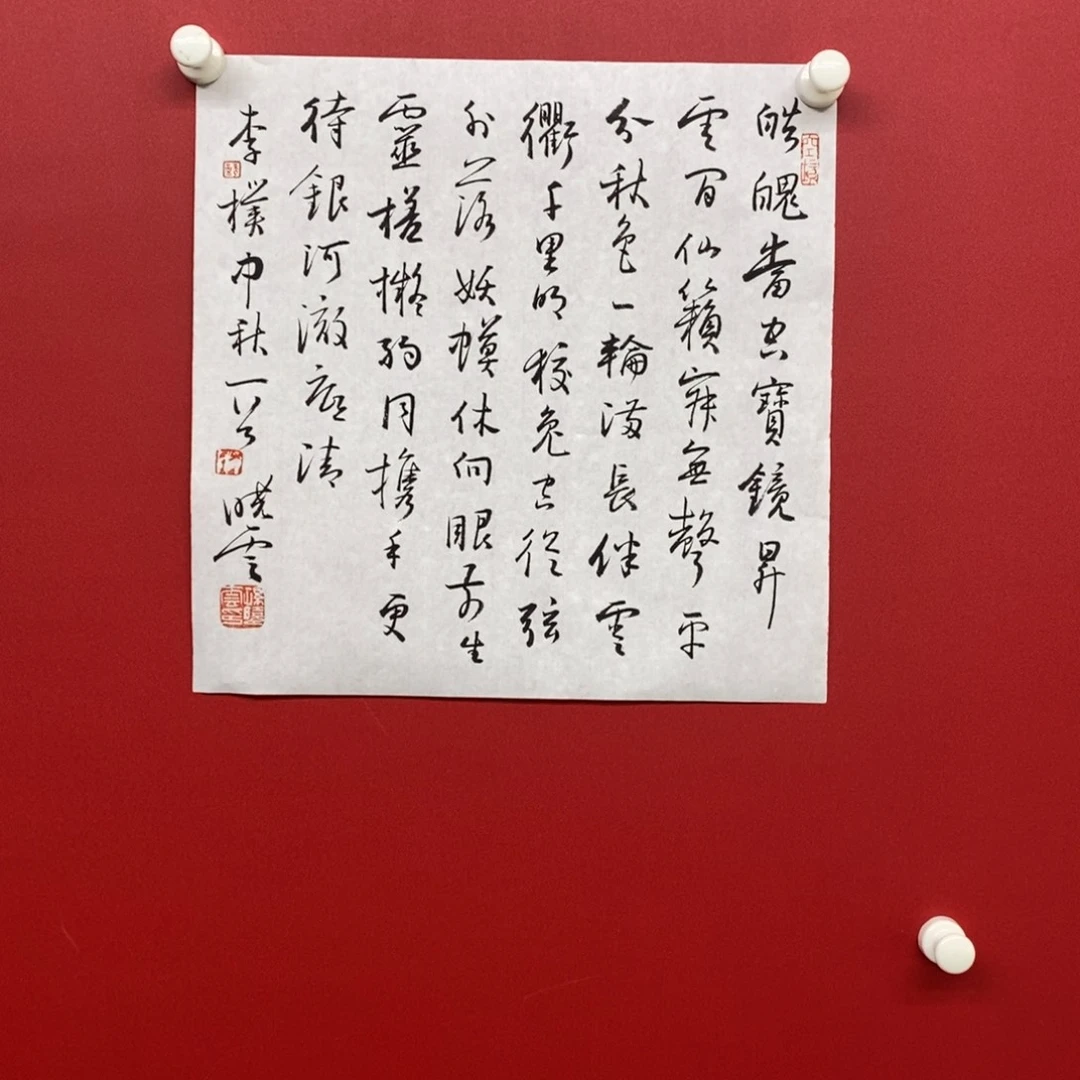 皓魄當空寶鏡昇
雲間仙籟寂無聲平
分秋色一輪滿長伴雲
衢千里明狡兔空從弦
外落妖蟆休向眼前生
靈槎擬約同携手更
待銀河澈底清
李樸中秋一首 曉雲